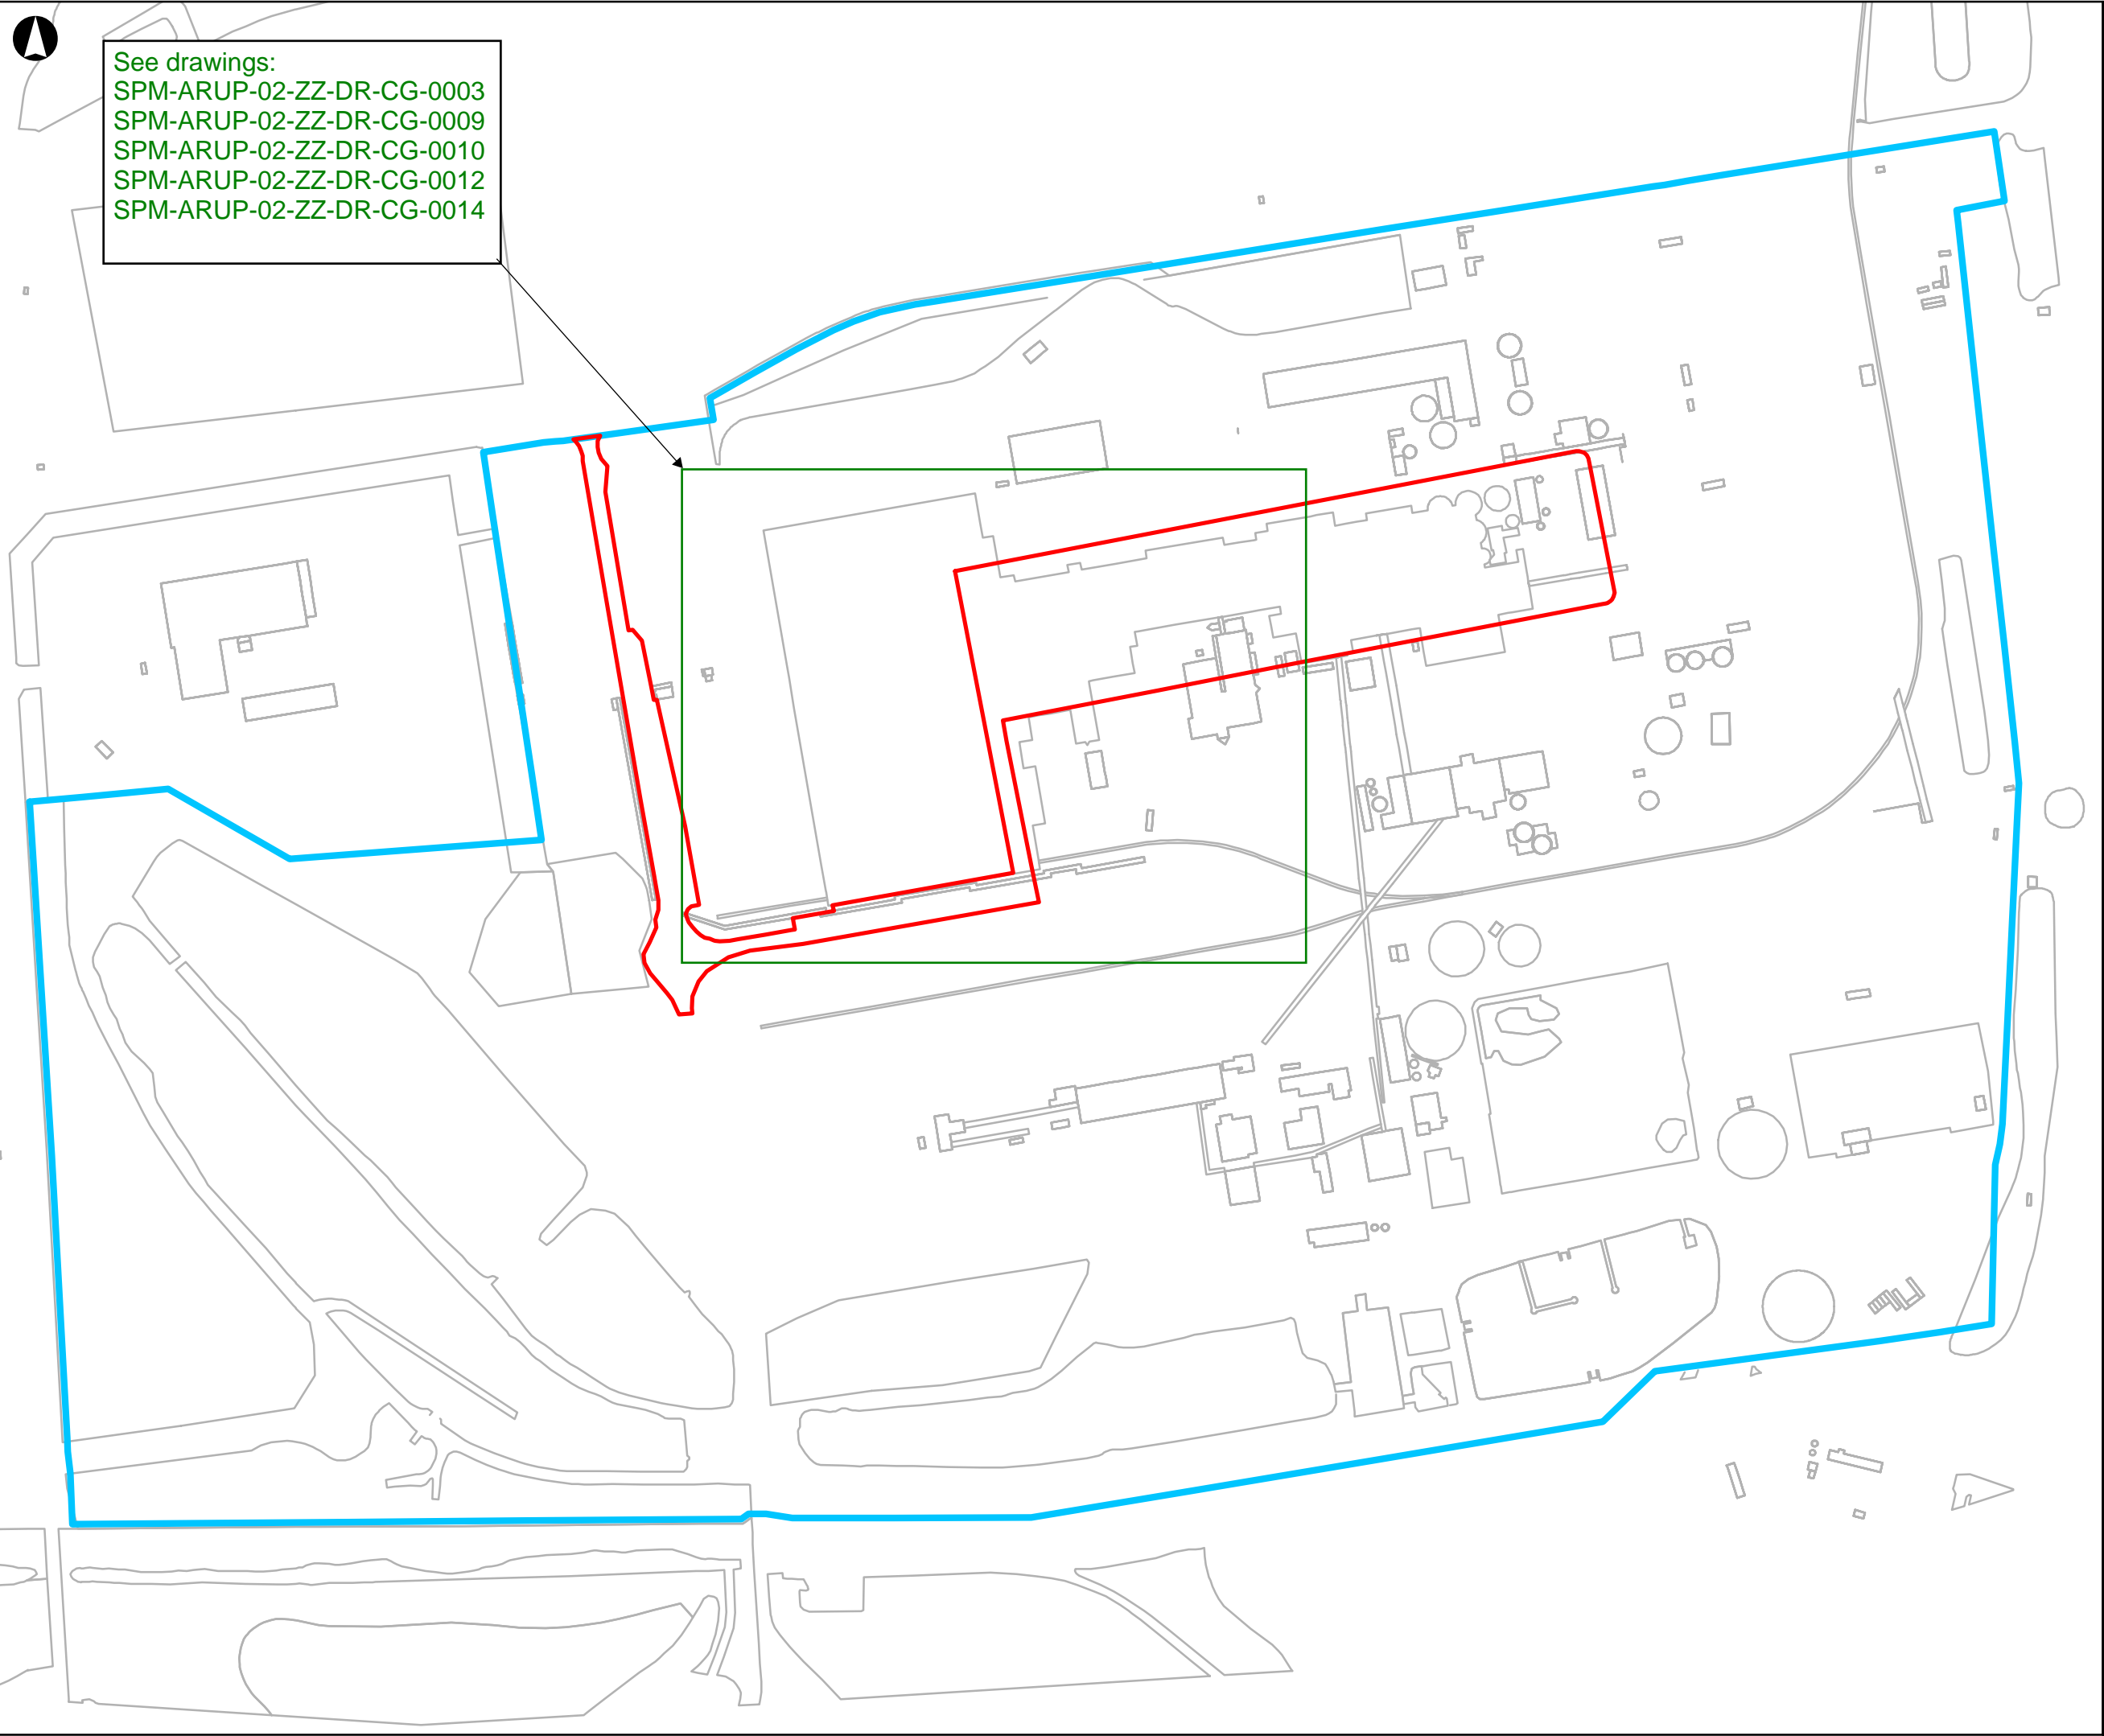 See drawings:
SPM-ARUP-02-ZZ-DR-CG-0003
SPM-ARUP-02-ZZ-DR-CG-0009
SPM-ARUP-02-ZZ-DR-CG-0010
SPM-ARUP-02-ZZ-DR-CG-0012
SPM-ARUP-02-ZZ-DR-CG-0014